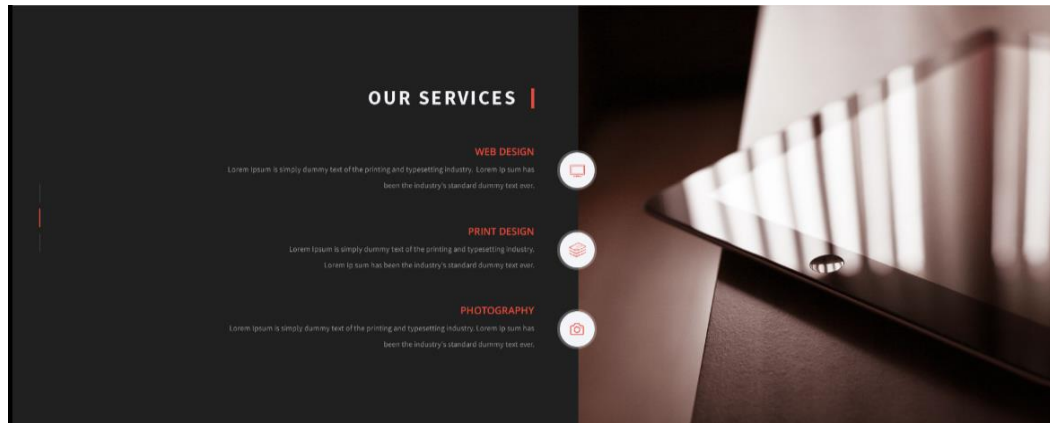 OUR SERVICES
WEB DESIGN
Lorem Ipsum is simply dummy text of the printing and typesetting industry. Lorem Ip sum has
been the industry's standard dummy text ever.
PRINT DESIGN
Lorem Ipsum is simply dummy text of the printing and typesetting industry.
Lorem Ip sum has been the industry's standard dummy text ever.
PHOTOGRAPHY
Lorem Ipsum is simply dummy text of the printing and typesetting industry. Lorem Ip sum has
been the industry's standard dummy text ever.